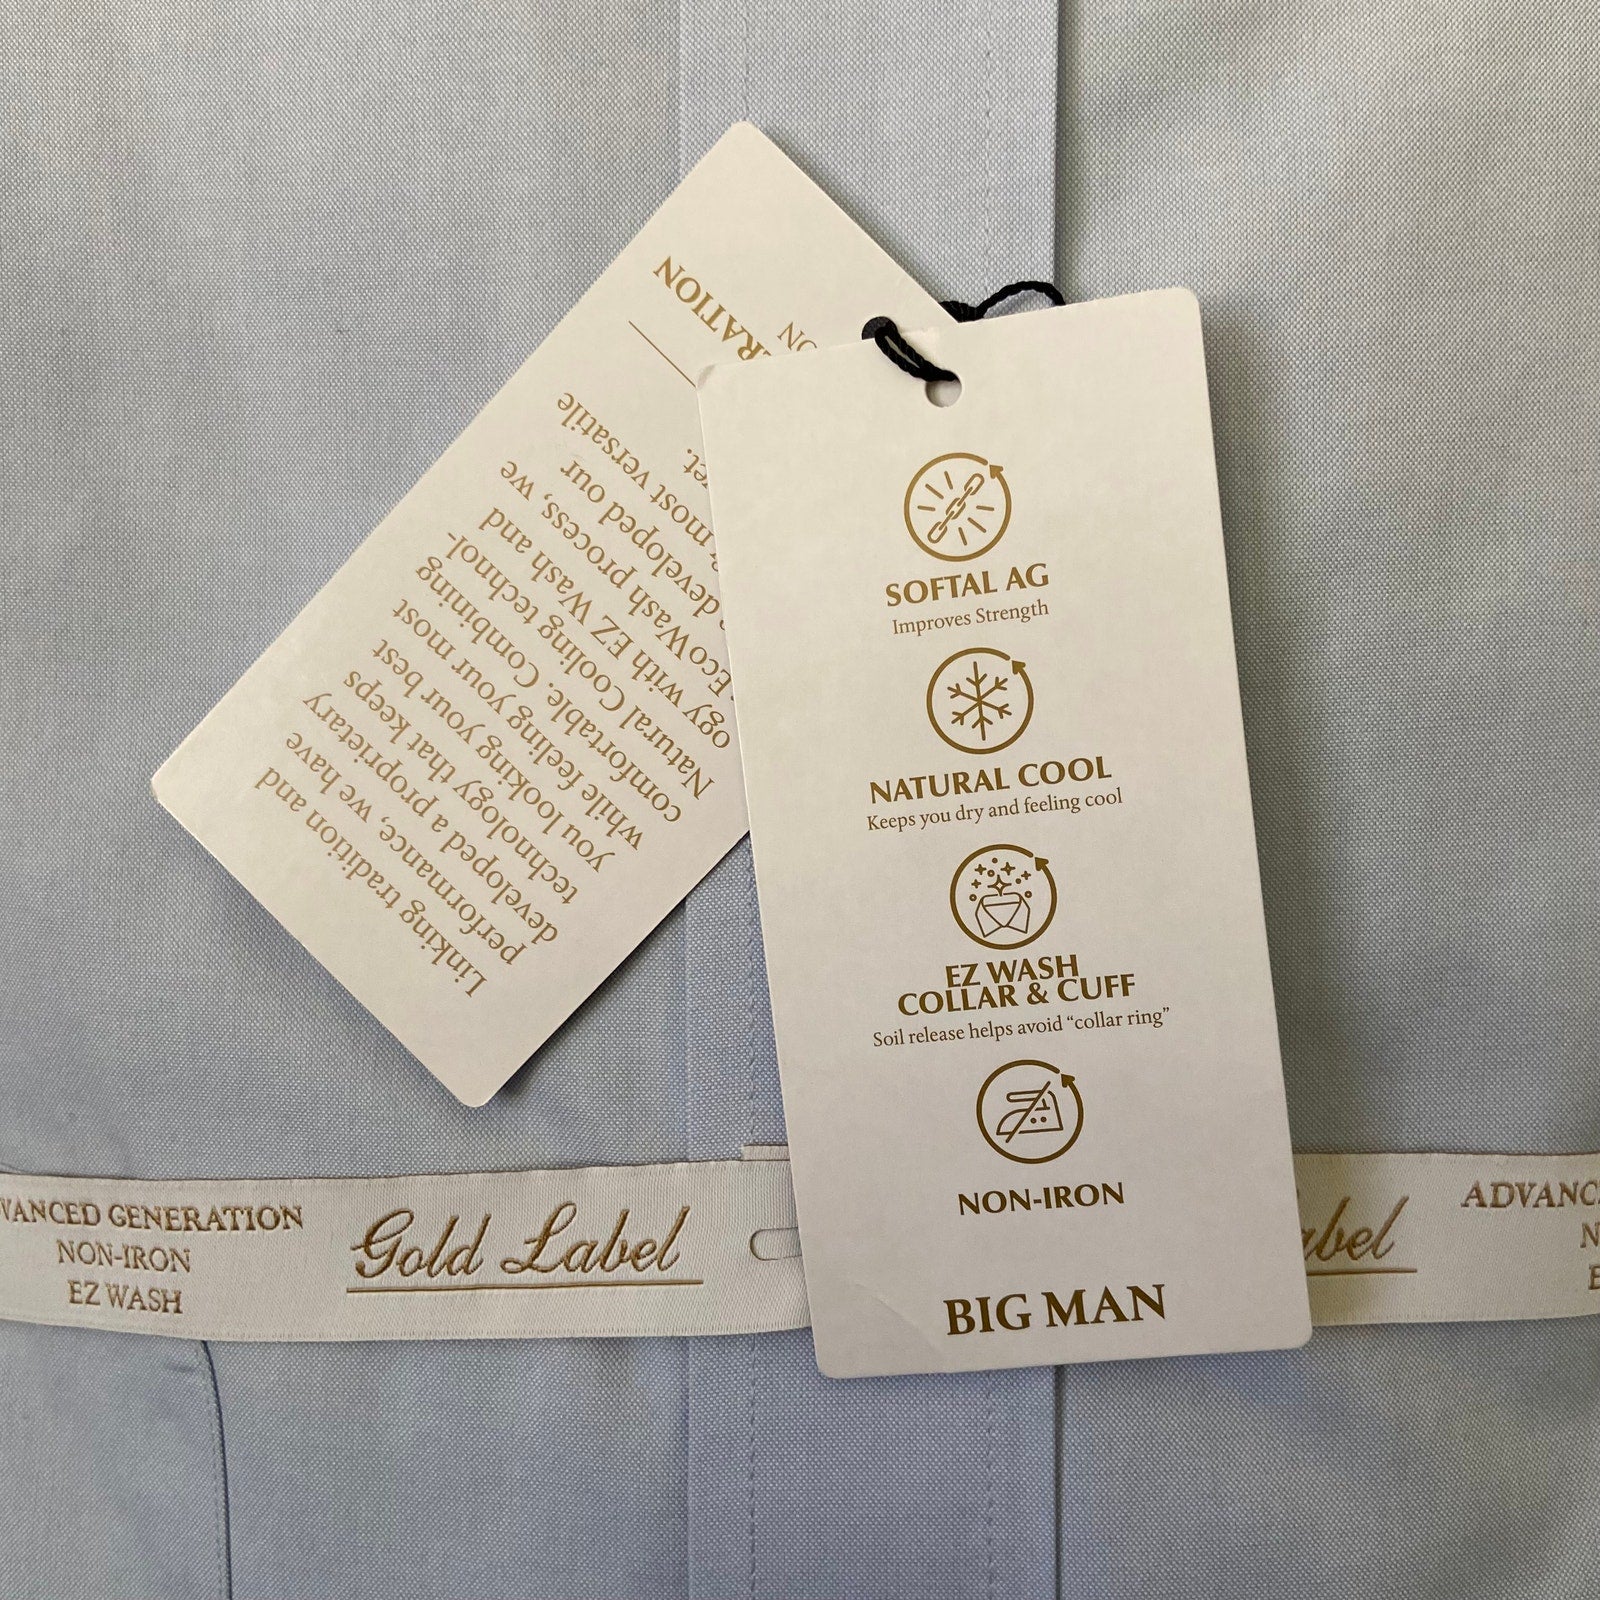 RATION
ON
Linking tradition and
performance, we have
developed a proprietary
technology that keeps
you looking your best
while feeling your most
comfortable. Combining
Natural Cooling technol-
ogy with EZ Wash and
EcoWash process, we
developed our
most versatile
SOFTAL AG
Improves Strength
NATURAL COOL
Keeps you dry and feeling cool
EZ WASH
COLLAR & CUFF
Soil release helps avoid “collar ring”
NON-IRON
BIG MAN
VANCED GENERATION
NON-IRON
EZ WASH
Gold Label
abel
ADVANC
N
E